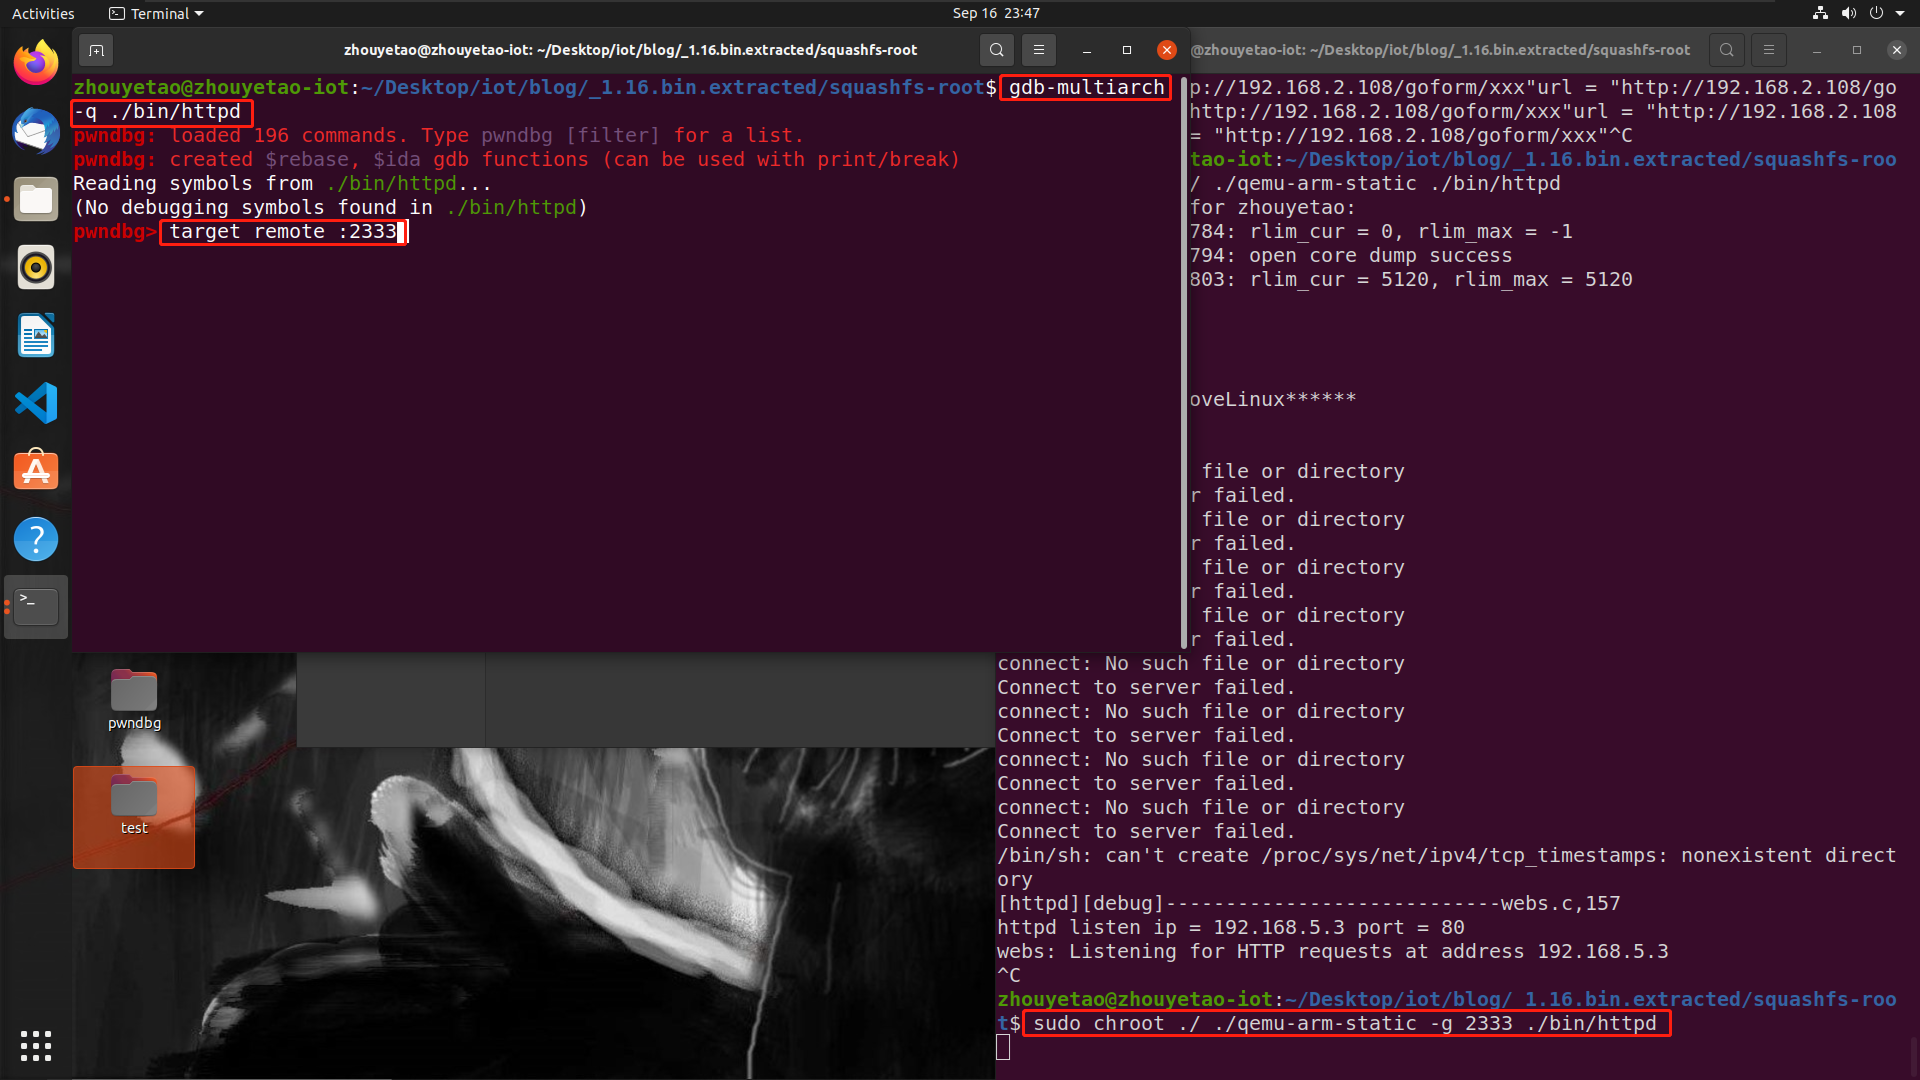 Activities
Terminal
Sep 16 23:47
zhouyetao@zhouyetao-iot: ~/Desktop/iot/blog/_1.16.bin.extracted/squashfs-root
zhouyetao@zhouyetao-iot:~/Desktop/iot/blog/_1.16.bin.extracted/squashfs-root$ gdb-multiarch
-q ./bin/httpd
pwndbg: loaded 196 commands. Type pwndbg [filter] for a list.
pwndbg: created $rebase, $ida gdb functions (can be used with print/break)
Reading symbols from ./bin/httpd...
(No debugging symbols found in ./bin/httpd)
pwndbg> target remote :2333
@zhouyetao-iot: ~/Desktop/iot/blog/_1.16.bin.extracted/squashfs-root
p://192.168.2.108/goform/xxx"url = "http://192.168.2.108/go
http://192.168.2.108/goform/xxx"url = "http://192.168.2.108
= "http://192.168.2.108/goform/xxx"^C
tao-iot:~/Desktop/iot/blog/_1.16.bin.extracted/squashfs-roo
/ ./qemu-arm-static ./bin/httpd
for zhouyetao:
784: rlim_cur = 0, rlim_max = -1
794: open core dump success
803: rlim_cur = 5120, rlim_max = 5120
oveLinux******
file or directory
r failed.
file or directory
r failed.
file or directory
r failed.
file or directory
r failed.
connect: No such file or directory
Connect to server failed.
connect: No such file or directory
Connect to server failed.
connect: No such file or directory
Connect to server failed.
connect: No such file or directory
Connect to server failed.
/bin/sh: can't create /proc/sys/net/ipv4/tcp_timestamps: nonexistent direct
ory
[httpd][debug]----------------------------webs.c,157
httpd listen ip = 192.168.5.3 port = 80
webs: Listening for HTTP requests at address 192.168.5.3
^C
zhouyetao@zhouyetao-iot:~/Desktop/iot/blog/_1.16.bin.extracted/squashfs-roo
t$ sudo chroot ./ ./qemu-arm-static -g 2333 ./bin/httpd
pwndbg
test